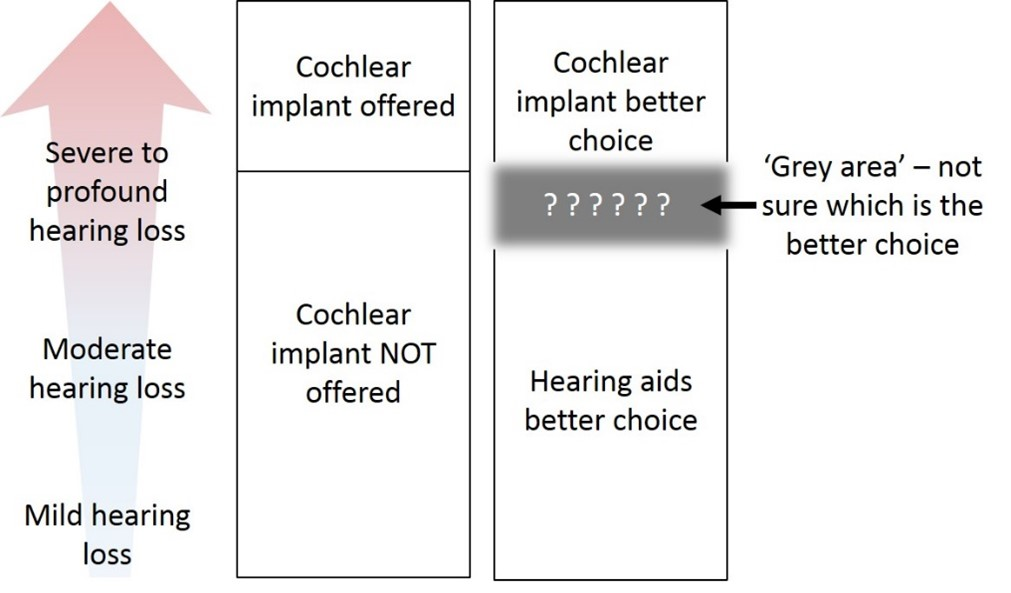 Severe to
profound
hearing loss
Moderate
hearing loss
Mild hearing
loss
Cochlear
implant offered
Cochlear
implant NOT
offered
Cochlear
implant better
choice
? ? ? ? ? ?
Hearing aids
better choice
‘Grey area’ – not
sure which is the
better choice